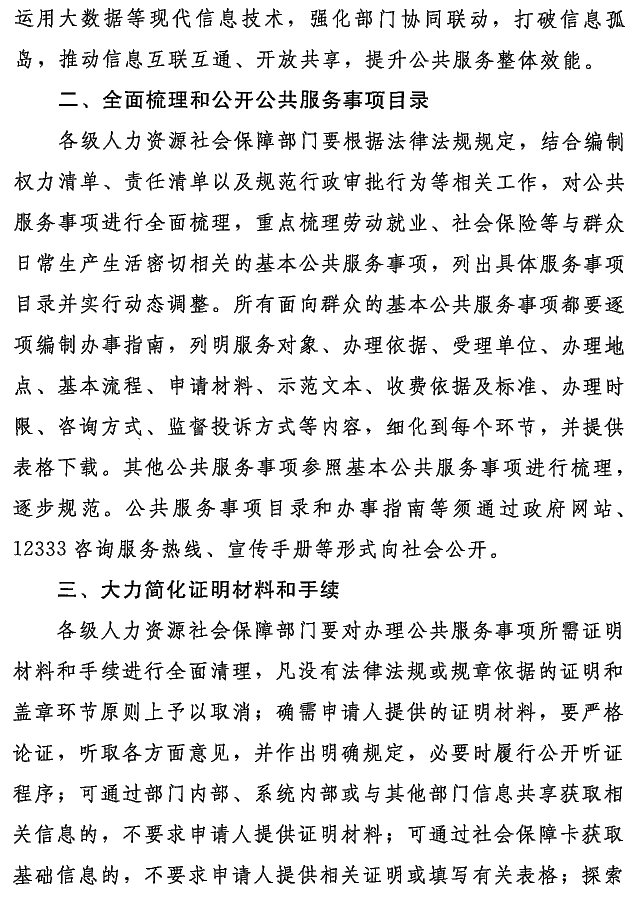 运用大数据等现代信息技术，强化部门协同联动，打破信息孤
岛，推动信息互联互通、开放共享，提升公共服务整体效能。
二、全面梳理和公开公共服务事项目录
各级人力资源社会保障部门要根据法律法规规定，结合编制
权力清单、责任清单以及规范行政审批行为等相关工作，对公共
服务事项进行全面梳理，重点梳理劳动就业、社会保险等与群众
日常生产生活密切相关的基本公共服务事项，列出具体服务事项
目录并实行动态调整。所有面向群众的基本公共服务事项都要逐
项编制办事指南，列明服务对象、办理依据、受理单位、办理地
点、基本流程、申请材料、示范文本、收费依据及标准、办理时
限、咨询方式、监督投诉方式等内容，细化到每个环节，并提供
表格下载。其他公共服务事项参照基本公共服务事项进行梳理，
逐步规范。公共服务事项目录和办事指南等须通过政府网站、
12333 咨询服务热线、宣传手册等形式向社会公开。
三、大力简化证明材料和手续
各级人力资源社会保障部门要对办理公共服务事项所需证明
材料和手续进行全面清理，凡没有法律法规或规章依据的证明和
盖章环节原则上予以取消；确需申请人提供的证明材料，要严格
论证，听取各方面意见，并作出明确规定，必要时履行公开听证
程序；可通过部门内部、系统内部或与其他部门信息共享获取相
关信息的，不要求申请人提供证明材料；可通过社会保障卡获取
基础信息的，不要求申请人提供相关证明或填写有关表格；探索